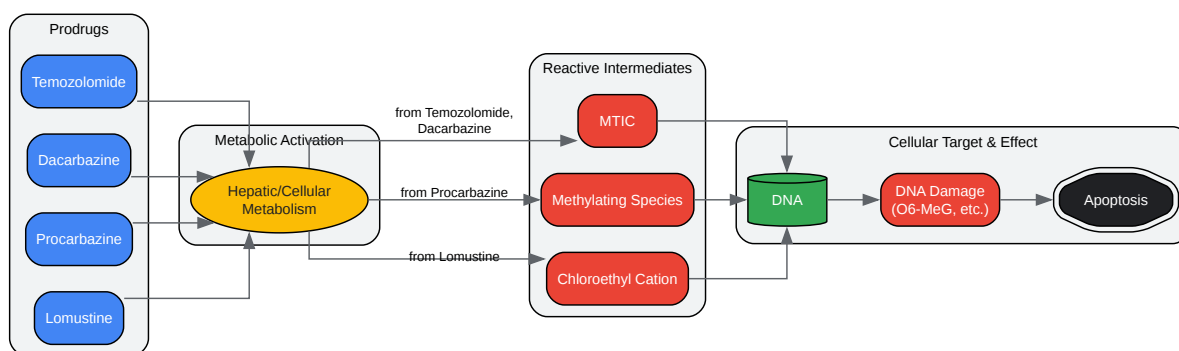 Prodrugs
Temozolomide
Dacarbazine
Procarbazine
Lomustine
Metabolic Activation
Hepatic/Cellular
Metabolism
from Temozolomide,
Dacarbazine
from Procarbazine
from Lomustine
Reactive Intermediates
MTIC
Methylating Species
Chloroethyl Cation
Cellular Target & Effect
DNA
DNA Damage
(O6-MeG, etc.)
Apoptosis